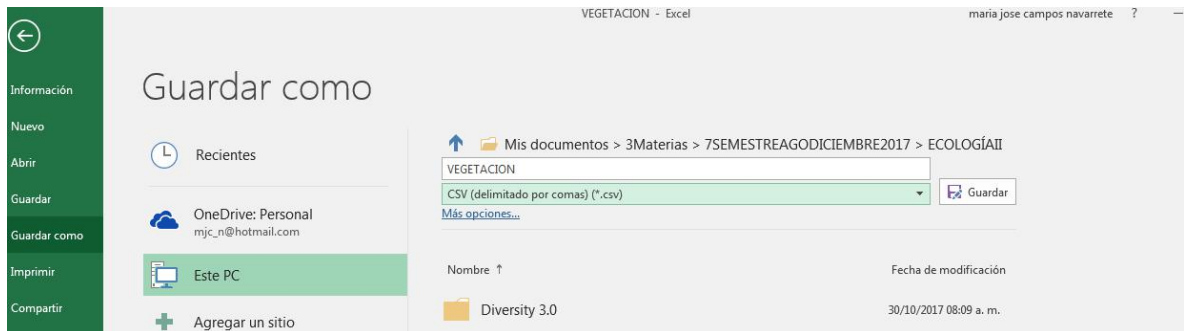 VEGETACION - Excel
maria jose campos navarrete ?
Información
Nuevo
Abrir
Guardar
Guardar como
Imprimir
Compartir
Guardar como
Recientes
OneDrive: Personal
mjc_n@hotmail.com
Este PC
Agregar un sitio
Mis documentos > 3Materias > 7SEMESTREAGODICIEMBRE2017 > ECOLOGÍAII
VEGETACION
CSV (delimitado por comas) (*.csv)
Guardar
Más opciones...
Nombre ↑
Fecha de modificación
Diversity 3.0
30/10/2017 08:09 a. m.